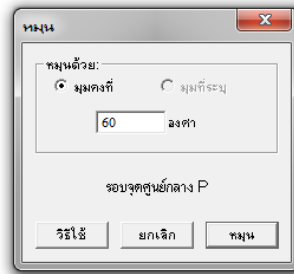 หมุน
หมุนด้วย:
มุมคงที่ มุมที่ระบุ
60 องศา
รอบจุดศูนย์กลาง P
วิธีใช้ ยกเลิก หมุน